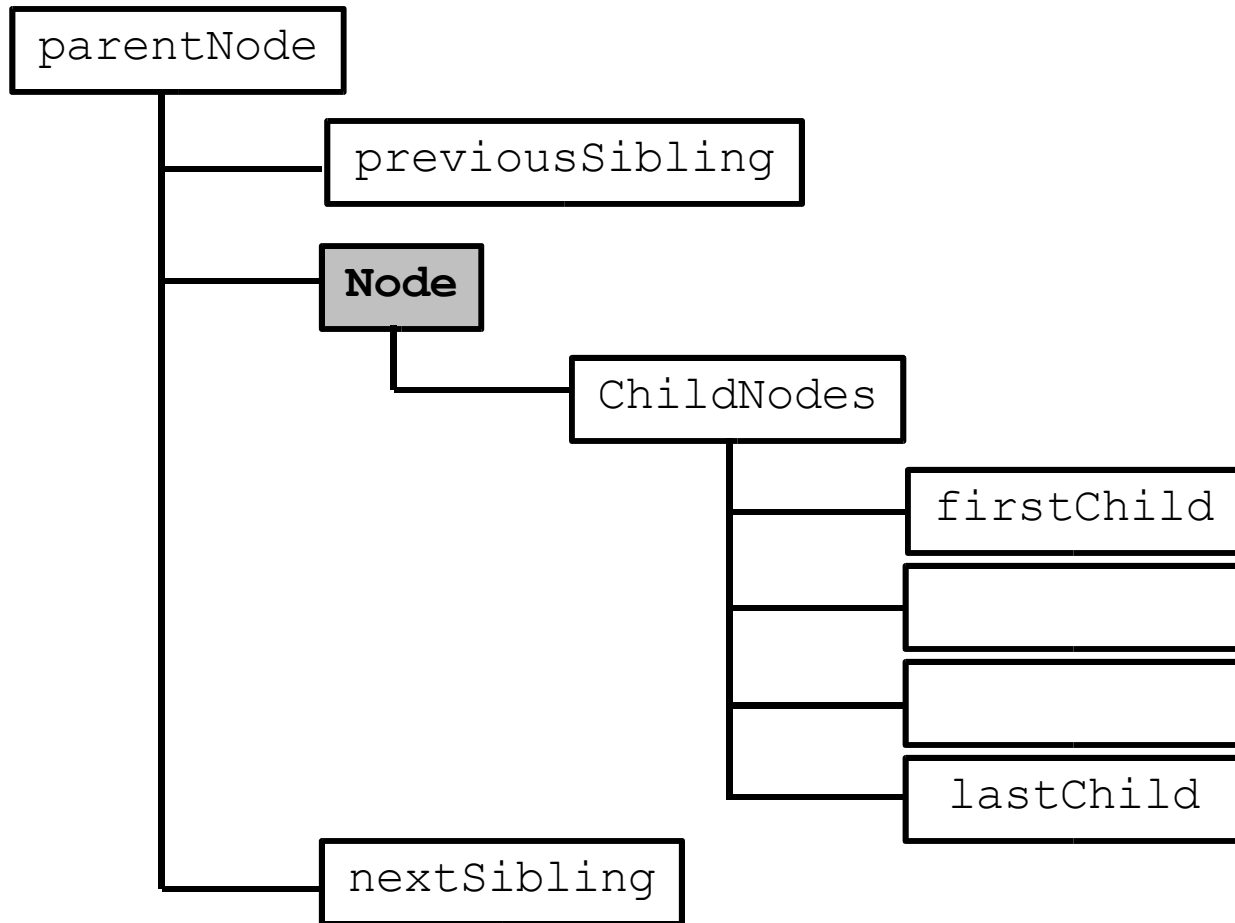 parentNode
previousSibling
Node
ChildNodes
firstChild
lastChild
nextSibling